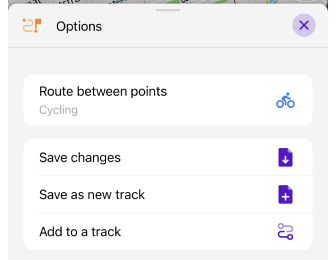 Options
Route between points
Cycling
Save changes
Save as new track
Add to a track